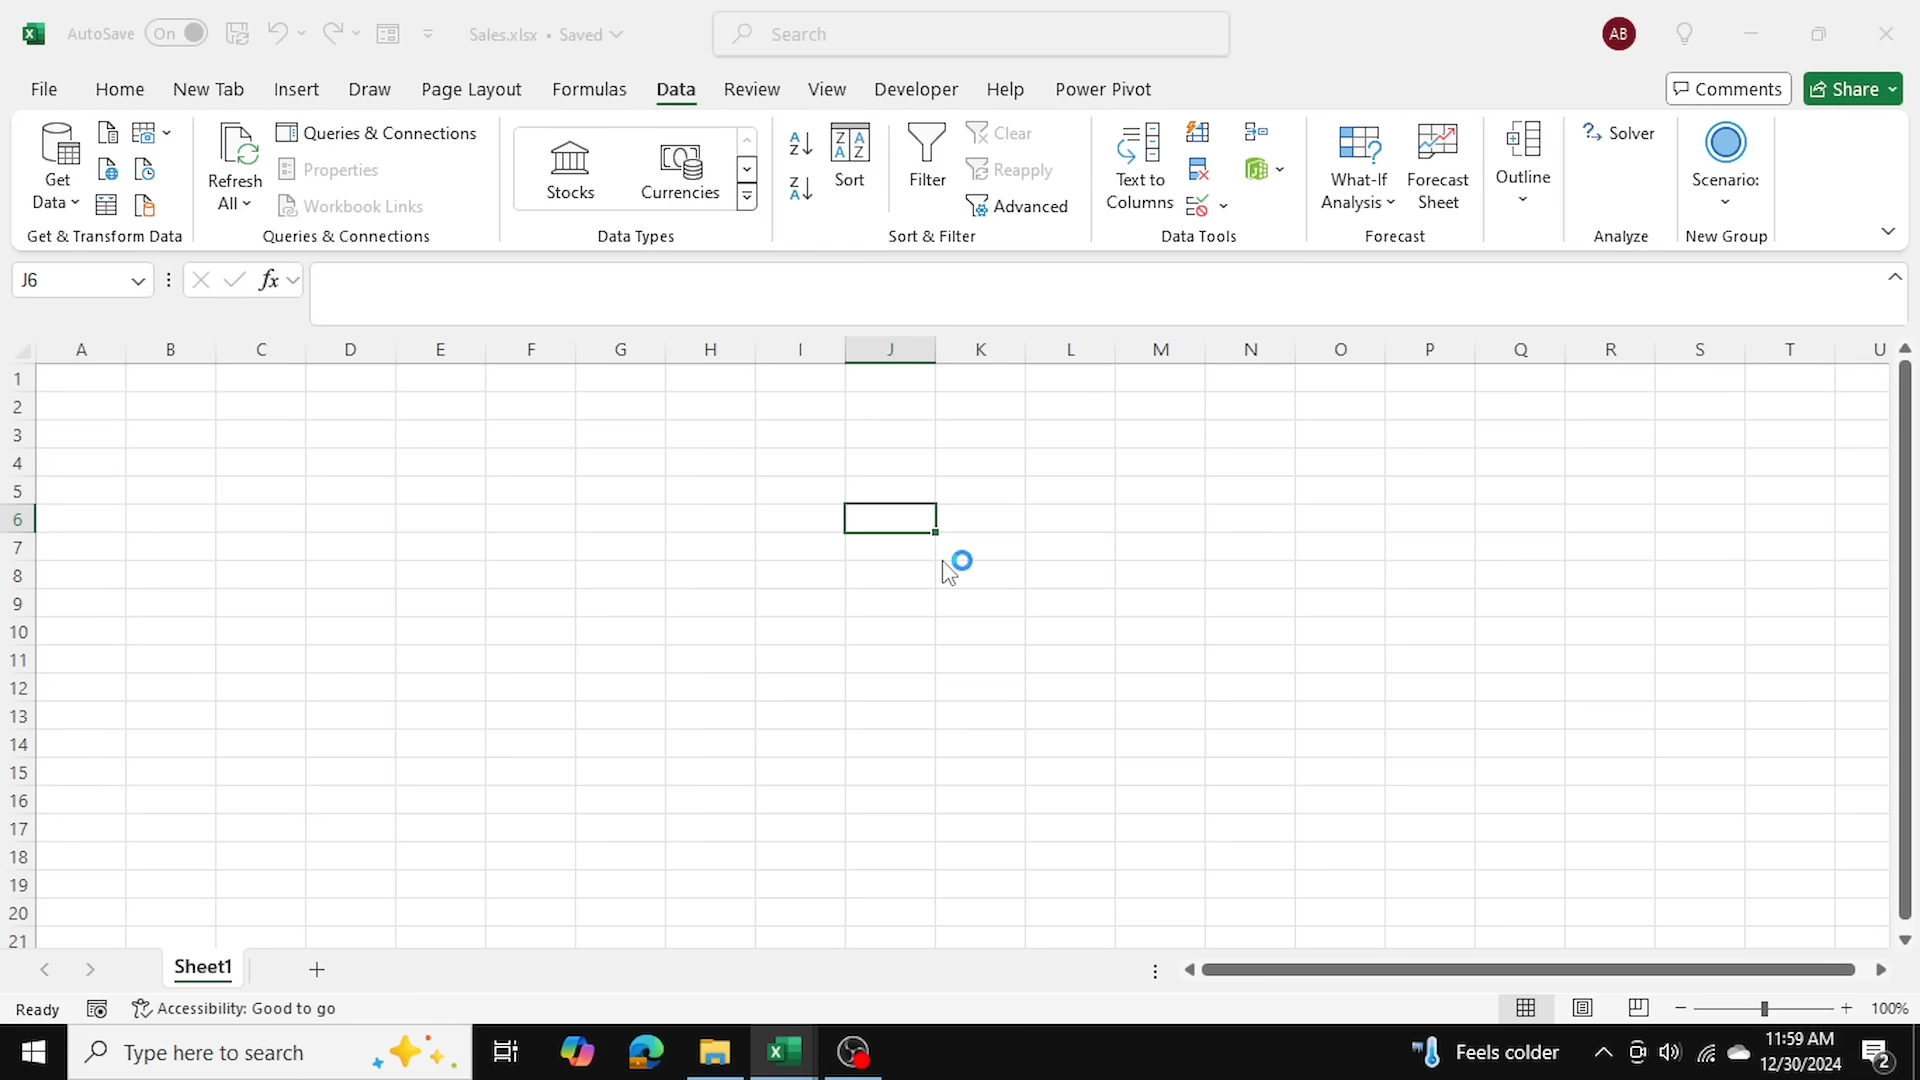 AutoSave On Sales.xlsx • Saved Search AB
File Home New Tab Insert Draw Page Layout Formulas Data Review View Developer Help Power Pivot Comments Share
Get Data
Get & Transform Data
Refresh All
Queries & Connections
Properties
Workbook Links
Queries & Connections
Stocks Currencies
Data Types
Sort
Filter
Clear
Reapply
Advanced
Sort & Filter
Text to Columns
Data Tools
What-If Analysis
Forecast Sheet
Forecast
Outline
Solver
Analyze
Scenario:
New Group
J6 fx
A B C D E F G H I J K L M N O P Q R S T U
1
2
3
4
5
6
7
8
9
10
11
12
13
14
15
16
17
18
19
20
21
Sheet1
Ready Accessibility: Good to go 100%
Type here to search Feels colder 11:59 AM
12/30/2024 2